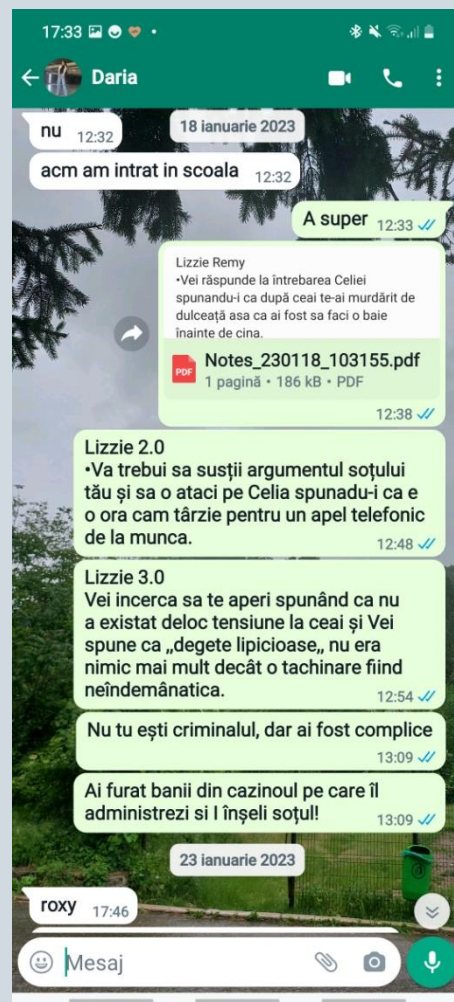 17:33
Daria
18 ianuarie 2023
nu 12:32
acm am intrat in scoala 12:32
A super 12:33
Lizzie Remy
•Vei răspunde la întrebarea Celiei
spunandu-i ca după ceai te-ai murdărit de
dulceață asa ca ai fost sa faci o baie
înainte de cina.
PDF
Notes_230118_103155.pdf
1 pagină • 186 kB • PDF
12:38
Lizzie 2.0
•Va trebui sa susții argumentul soțului
tău și sa o ataci pe Celia spunadu-i ca e
o ora cam târzie pentru un apel telefonic
de la munca. 12:48
Lizzie 3.0
Vei incerca sa te aperi spunând ca nu
a existat deloc tensiune la ceai și Vei
spune ca „degete lipicioase„ nu era
nimic mai mult decât o tachinare fiind
neîndemânatica. 12:54
Nu tu ești criminalul, dar ai fost complice
13:09
Ai furat banii din cazinoul pe care îl
administrezi si I înșeli soțul! 13:09
23 ianuarie 2023
roxy 17:46
Mesaj